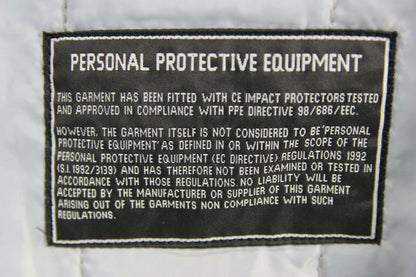 PERSONAL PROTECTIVE EQUIPMENT
THIS GARMENT HAS BEEN FITTED WITH CE IMPACT PROTECTORS TESTED
AND APPROVED IN COMPLIANCE WITH PPE DIRECTIVE 98/686/EEC.
HOWEVER, THE GARMENT ITSELF IS NOT CONSIDERED TO BE 'PERSONAL
PROTECTIVE EQUIPMENT' AS DEFINED IN OR WITHIN THE SCOPE OF THE
PERSONAL PROTECTIVE EQUIPMENT (EC DIRECTIVE) REGULATIONS 1992
(S.I. 1992/3139) AND HAS THEREFORE NOT BEEN EXAMINED OR TESTED IN
ACCORDANCE WITH THOSE REGULATIONS. NO LIABILITY WILL BE
ACCEPTED BY THE MANUFACTURER OR SUPPLIER OF THIS GARMENT
ARISING OUT OF THE GARMENTS NON COMPLIANCE WITH SUCH
REGULATIONS.